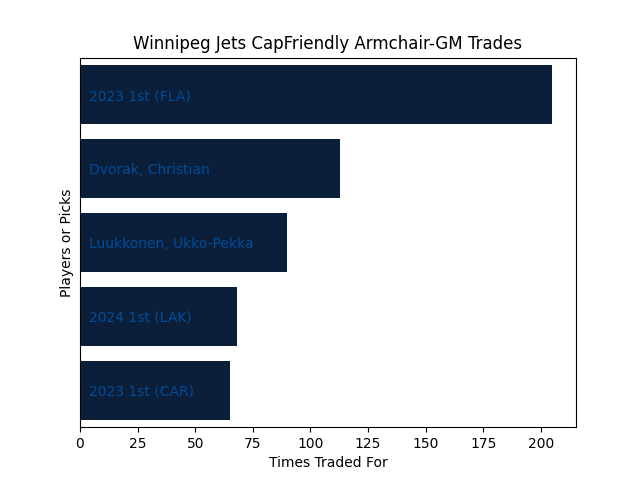 Winnipeg Jets CapFriendly Armchair-GM Trades
Players or Picks
2023 1st (FLA)
Dvorak, Christian
Luukkonen, Ukko-Pekka
2024 1st (LAK)
2023 1st (CAR)
0 25 50 75 100 125 150 175 200
Times Traded For